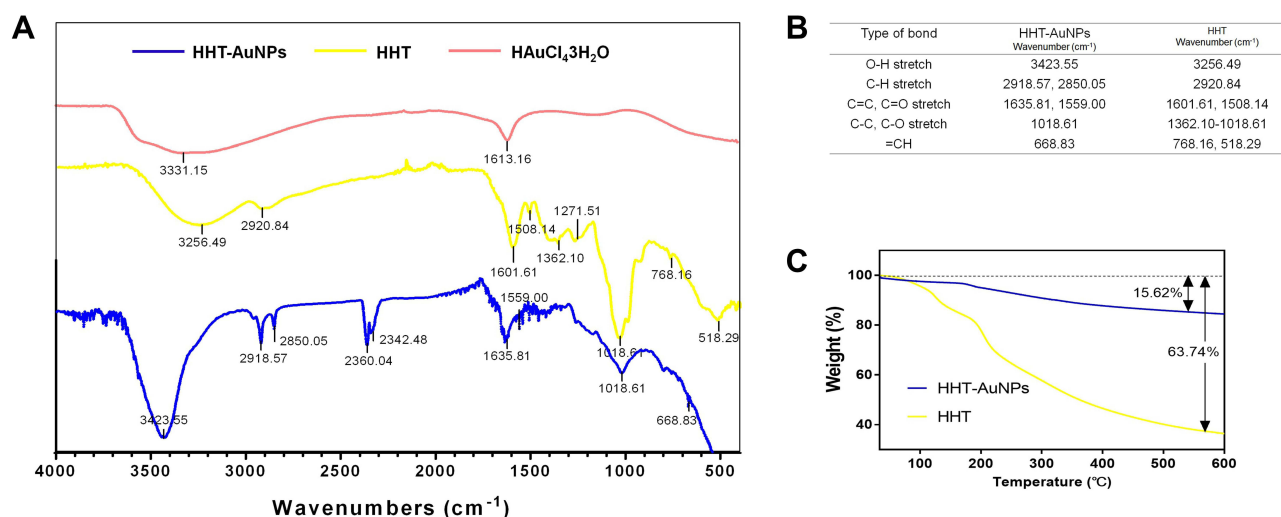 A
HHT-AuNPs HHT HAuCl₄3H₂O
3331.15
1613.16
3256.49
2920.84
1601.61
1508.14
1362.10
1271.51
1018.61
768.16
518.29
3423.55
2918.57
2850.05
2360.04
2342.48
1635.81
1559.00
1018.61
668.83
4000 3500 3000 2500 2000 1500 1000 500
Wavenumbers (cm⁻¹)
B
Type of bond HHT-AuNPs Wavenumber (cm⁻¹) HHT Wavenumber (cm⁻¹)
O-H stretch 3423.55 3256.49
C-H stretch 2918.57, 2850.05 2920.84
C=C, C=O stretch 1635.81, 1559.00 1601.61, 1508.14
C-C, C-O stretch 1018.61 1362.10-1018.61
=CH 668.83 768.16, 518.29
C
Weight (%)
100
80
60
40
15.62%
63.74%
HHT-AuNPs
HHT
100 200 300 400 500 600
Temperature (℃)